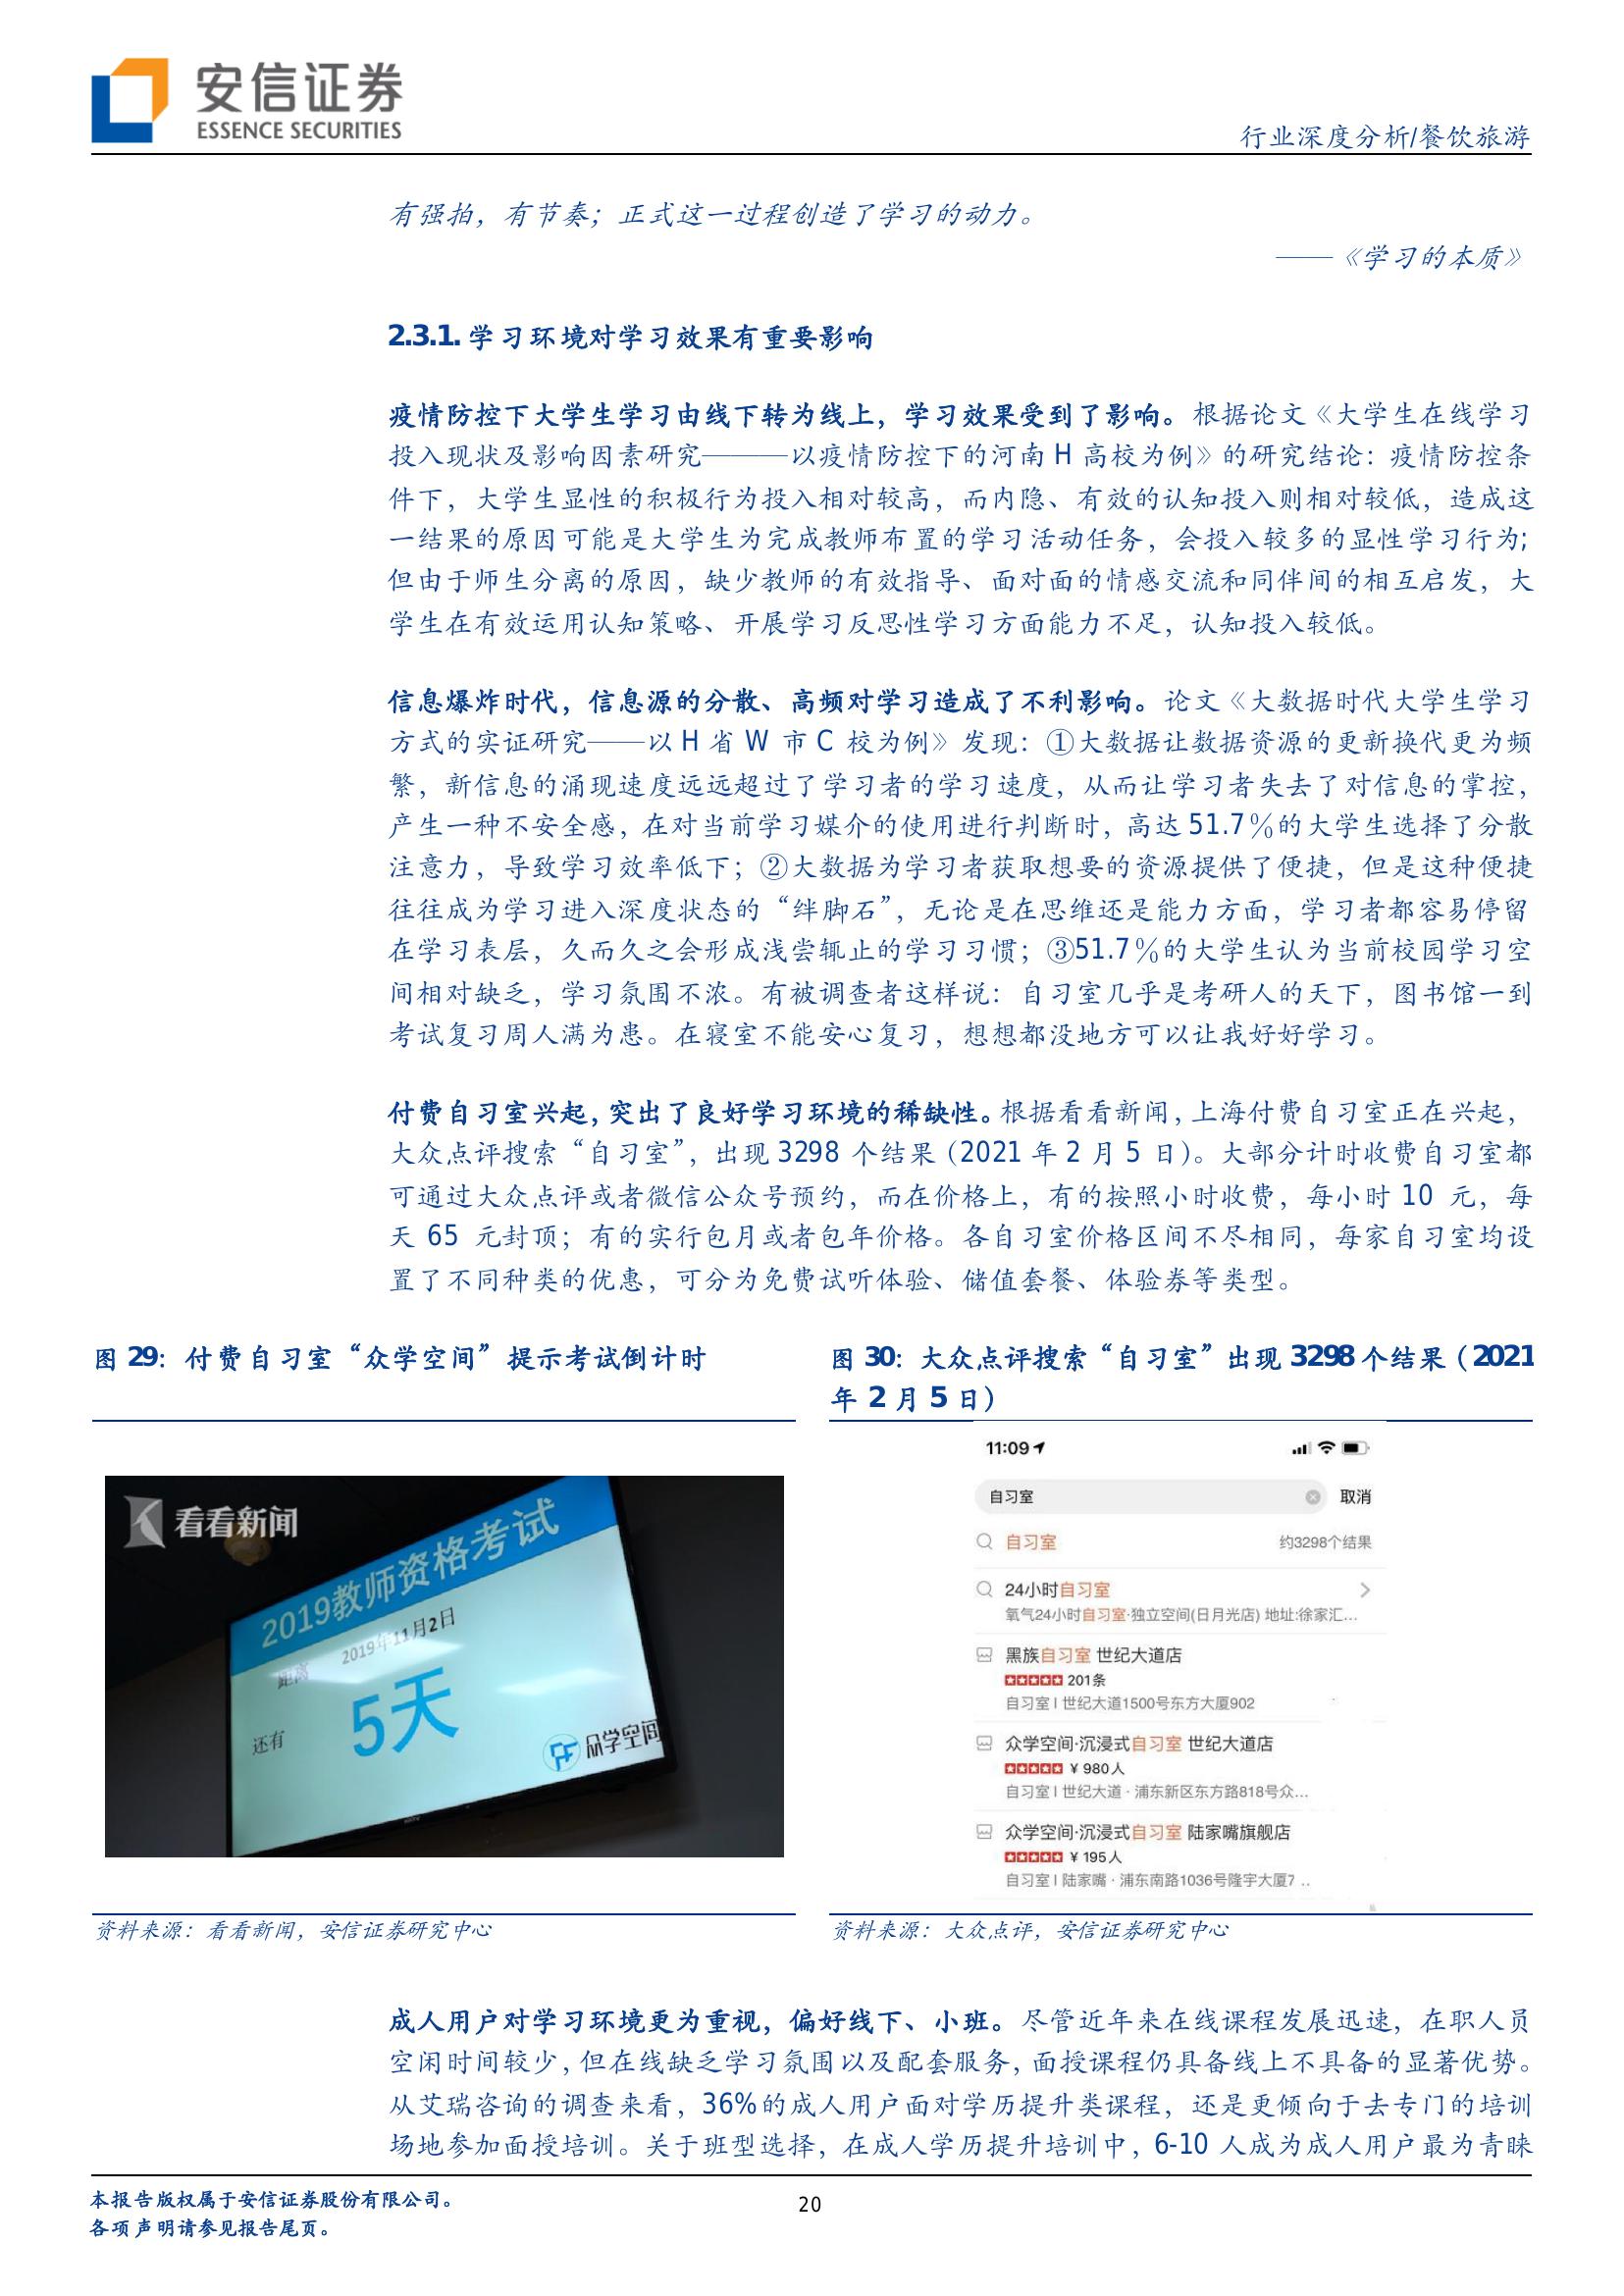 安信证券
ESSENCE SECURITIES
行业深度分析/餐饮旅游
有强拍，有节奏；正式这一过程创造了学习的动力。
——《学习的本质》
2.3.1. 学习环境对学习效果有重要影响
疫情防控下大学生学习由线下转为线上，学习效果受到了影响。根据论文《大学生在线学习
投入现状及影响因素研究———以疫情防控下的河南 H 高校为例》的研究结论：疫情防控条
件下，大学生显性的积极行为投入相对较高，而内隐、有效的认知投入则相对较低，造成这
一结果的原因可能是大学生为完成教师布置的学习活动任务，会投入较多的显性学习行为;
但由于师生分离的原因，缺少教师的有效指导、面对面的情感交流和同伴间的相互启发，大
学生在有效运用认知策略、开展学习反思性学习方面能力不足，认知投入较低。
信息爆炸时代，信息源的分散、高频对学习造成了不利影响。论文《大数据时代大学生学习
方式的实证研究——以 H 省 W 市 C 校为例》发现：①大数据让数据资源的更新换代更为频
繁，新信息的涌现速度远远超过了学习者的学习速度，从而让学习者失去了对信息的掌控，
产生一种不安全感，在对当前学习媒介的使用进行判断时，高达 51.7％的大学生选择了分散
注意力，导致学习效率低下；②大数据为学习者获取想要的资源提供了便捷，但是这种便捷
往往成为学习进入深度状态的“绊脚石”，无论是在思维还是能力方面，学习者都容易停留
在学习表层，久而久之会形成浅尝辄止的学习习惯；③51.7％的大学生认为当前校园学习空
间相对缺乏，学习氛围不浓。有被调查者这样说：自习室几乎是考研人的天下，图书馆一到
考试复习周人满为患。在寝室不能安心复习，想想都没地方可以让我好好学习。
付费自习室兴起，突出了良好学习环境的稀缺性。根据看看新闻，上海付费自习室正在兴起，
大众点评搜索“自习室”，出现 3298 个结果（2021 年 2 月 5 日）。大部分计时收费自习室都
可通过大众点评或者微信公众号预约，而在价格上，有的按照小时收费，每小时 10 元，每
天 65 元封顶；有的实行包月或者包年价格。各自习室价格区间不尽相同，每家自习室均设
置了不同种类的优惠，可分为免费试听体验、储值套餐、体验券等类型。
图 29：付费自习室“众学空间”提示考试倒计时
图 30：大众点评搜索“自习室”出现 3298 个结果（2021
年 2 月 5 日）
看看新闻
2019教师资格考试
距离
2019年11月2日
还有
5天
众学空间
11:09
自习室
取消
自习室
约3298个结果
24小时自习室
氧气24小时自习室·独立空间(日月光店) 地址:徐家汇...
黑族自习室 世纪大道店
201条
自习室 | 世纪大道1500号东方大厦902
众学空间·沉浸式自习室 世纪大道店
¥ 980人
自习室 | 世纪大道 · 浦东新区东方路818号众...
众学空间·沉浸式自习室 陆家嘴旗舰店
¥ 195人
自习室 | 陆家嘴 · 浦东南路1036号隆宇大厦7 ..
资料来源：看看新闻，安信证券研究中心
资料来源：大众点评，安信证券研究中心
成人用户对学习环境更为重视，偏好线下、小班。尽管近年来在线课程发展迅速，在职人员
空闲时间较少，但在线缺乏学习氛围以及配套服务，面授课程仍具备线上不具备的显著优势。
从艾瑞咨询的调查来看，36%的成人用户面对学历提升类课程，还是更倾向于去专门的培训
场地参加面授培训。关于班型选择，在成人学历提升培训中，6-10 人成为成人用户最为青睐
本报告版权属于安信证券股份有限公司。
各项声明请参见报告尾页。
20